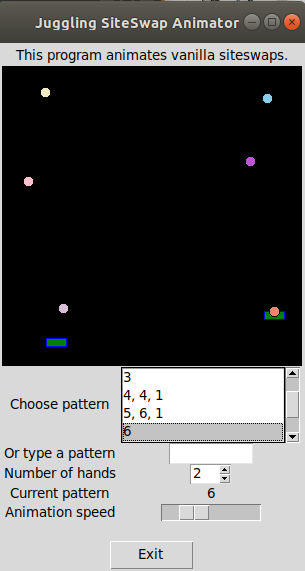 Juggling SiteSwap Animator
This program animates vanilla siteswaps.
Choose pattern
3
4, 4, 1
5, 6, 1
6
Or type a pattern
Number of hands 2
Current pattern 6
Animation speed
Exit